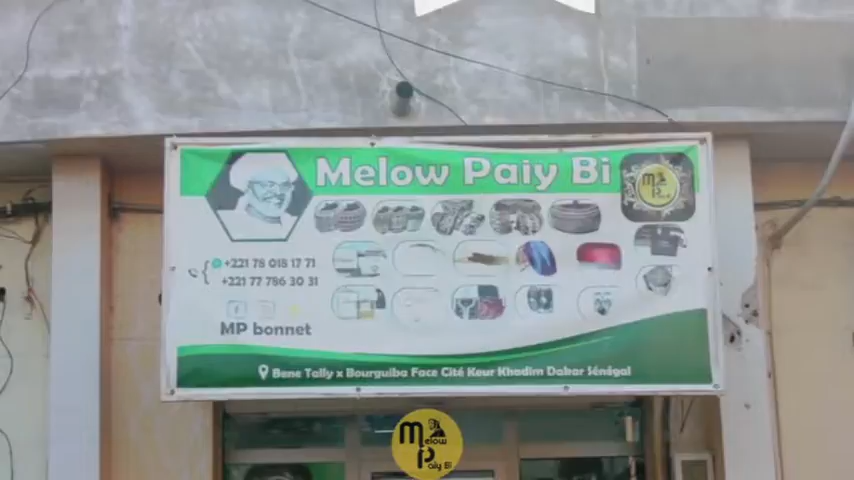 Melow Paiy Bi
+221 78 018 17 71
+221 77 786 30 31
MP bonnet
Bene Tally x Bourguiba Face Cité Keur Khadim Dakar Sénégal
Melow
Paiy Bi